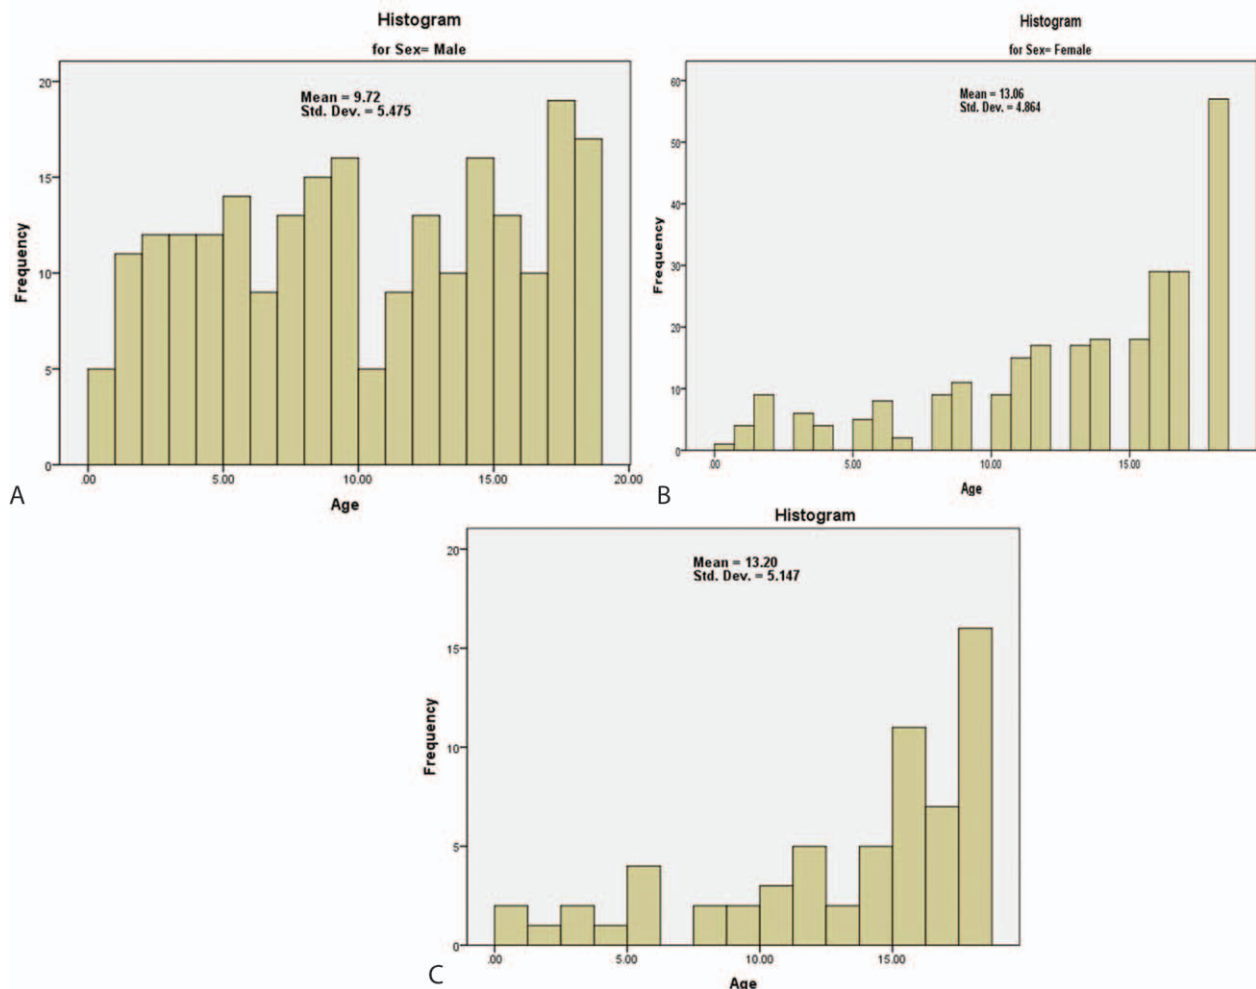 Histogram
for Sex= Male
Mean = 9.72
Std. Dev. = 5.475
20
15
10
5
0
Frequency
.00
5.00
10.00
15.00
20.00
Age
A
Histogram
for Sex= Female
Mean = 13.06
Std. Dev. = 4.864
60
50
40
30
20
10
0
Frequency
.00
5.00
10.00
15.00
Age
B
Histogram
Mean = 13.20
Std. Dev. = 5.147
20
15
10
5
0
Frequency
.00
5.00
10.00
15.00
Age
C